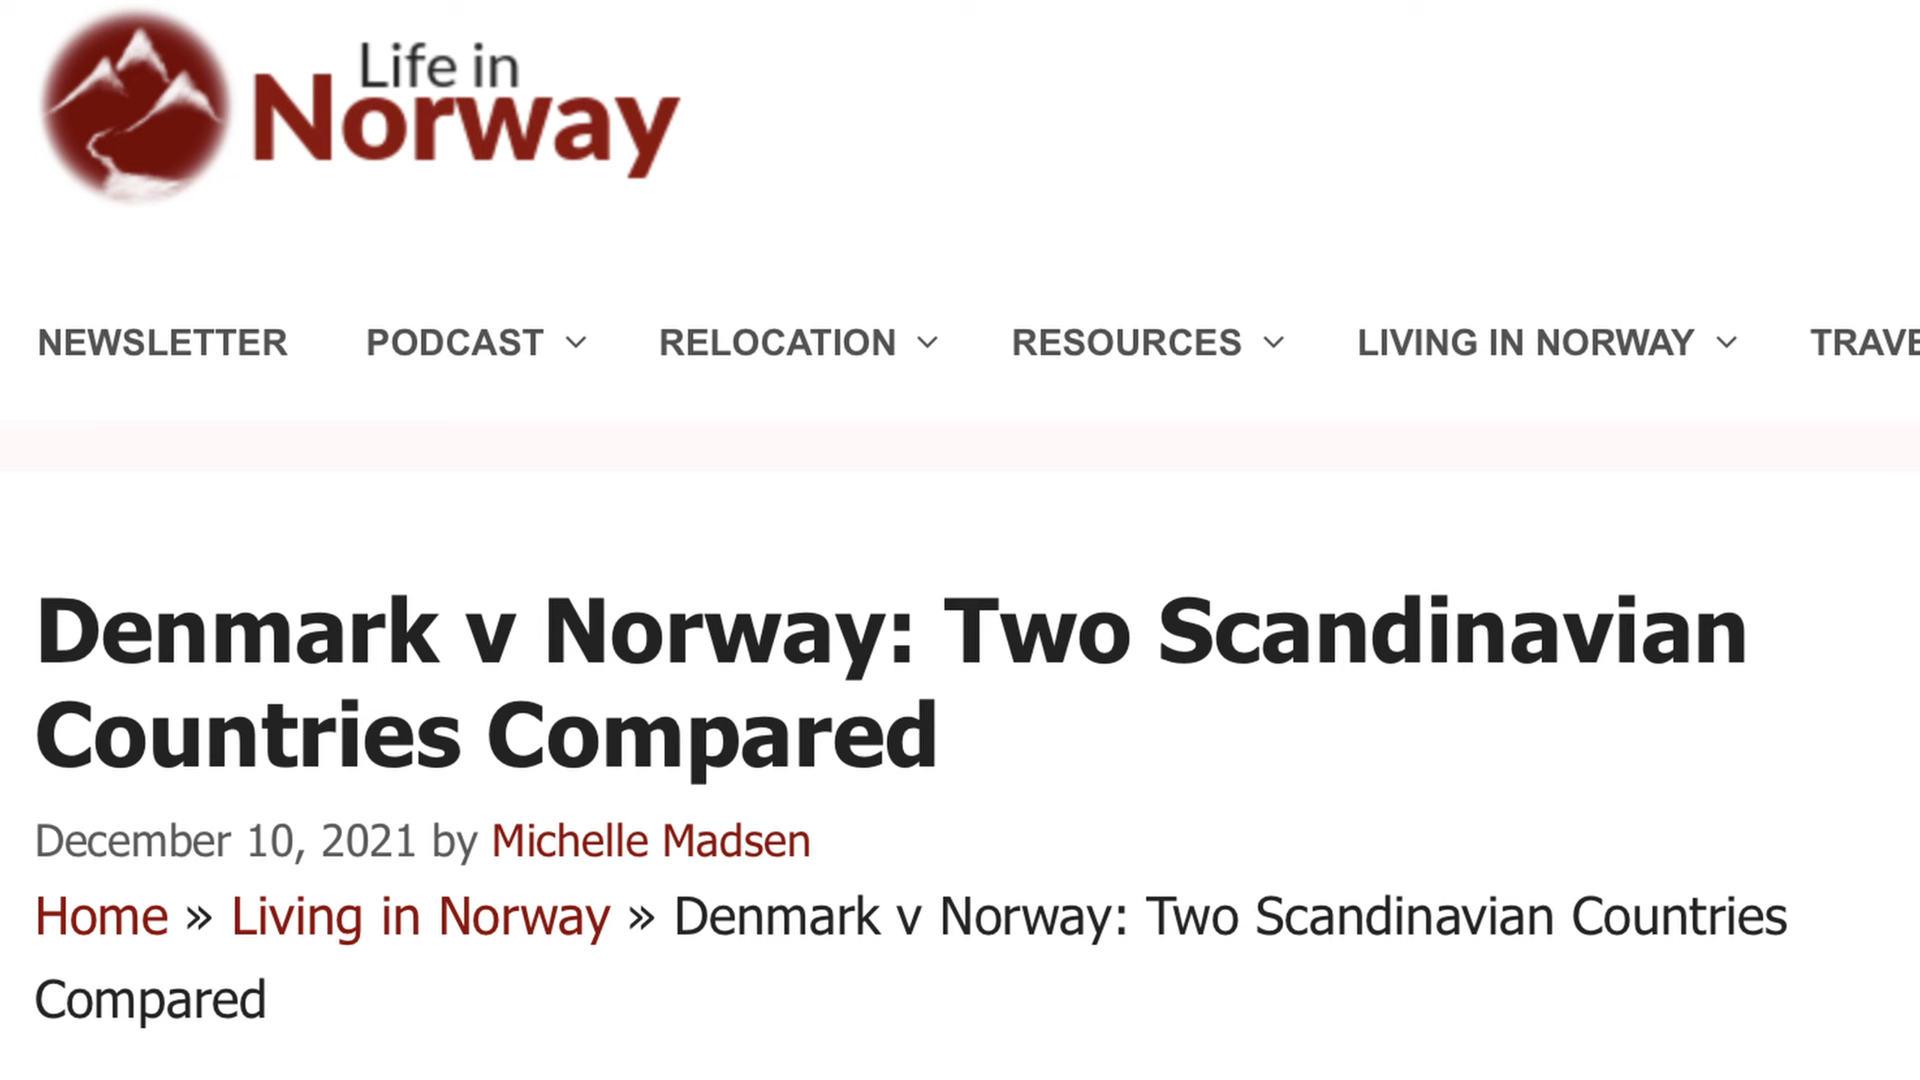 Life in
Norway
NEWSLETTER PODCAST RELOCATION RESOURCES LIVING IN NORWAY TRAVE
Denmark v Norway: Two Scandinavian
Countries Compared
December 10, 2021 by Michelle Madsen
Home » Living in Norway » Denmark v Norway: Two Scandinavian Countries
Compared